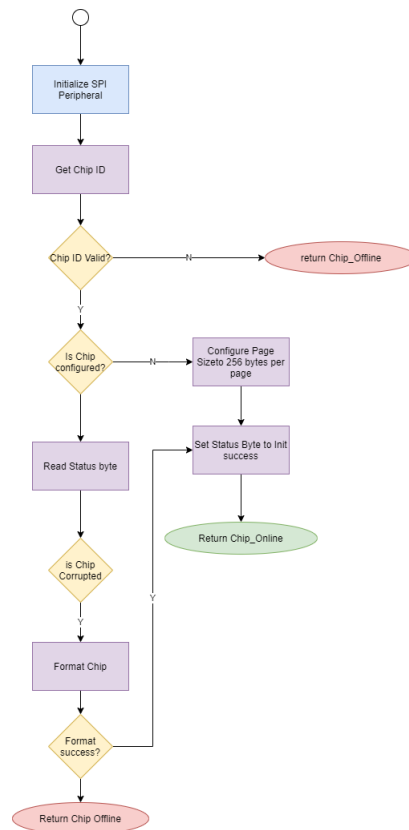 Initialize SPI
Peripheral
Get Chip ID
Chip ID Valid?
N
return Chip_Offline
Y
Is Chip
configured?
N
Configure Page
Sizeto 256 bytes per
page
Read Status byte
Set Status Byte to Init
success
Return Chip_Online
is Chip
Corrupted
Y
Y
Format Chip
Format
success?
Return Chip Offline